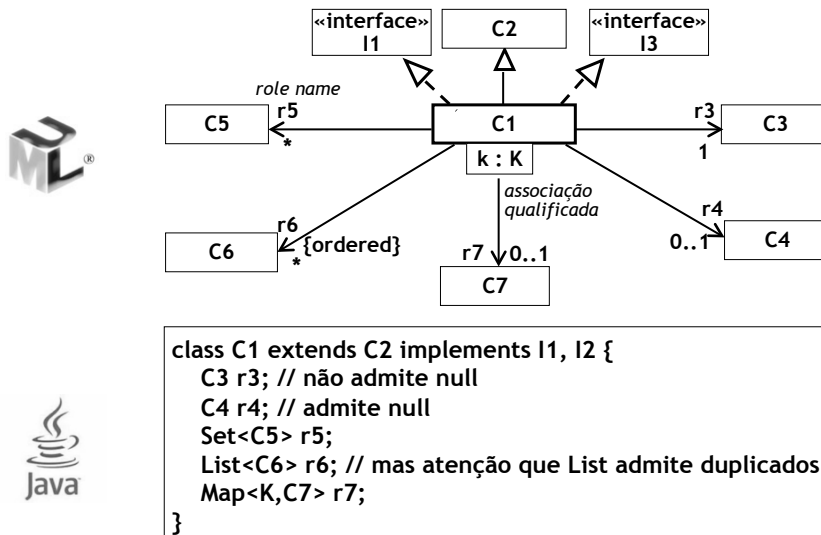 «interface»
I1
C2
«interface»
I3
role name
r5
C5
*
C1
r3
C3
1
k : K
associação
qualificada
r6
{ordered}
*
C6
r7
0..1
C7
r4
0..1
C4
UML®
class C1 extends C2 implements I1, I2 {
C3 r3; // não admite null
C4 r4; // admite null
Set<C5> r5;
List<C6> r6; // mas atenção que List admite duplicados
Map<K,C7> r7;
}
Java